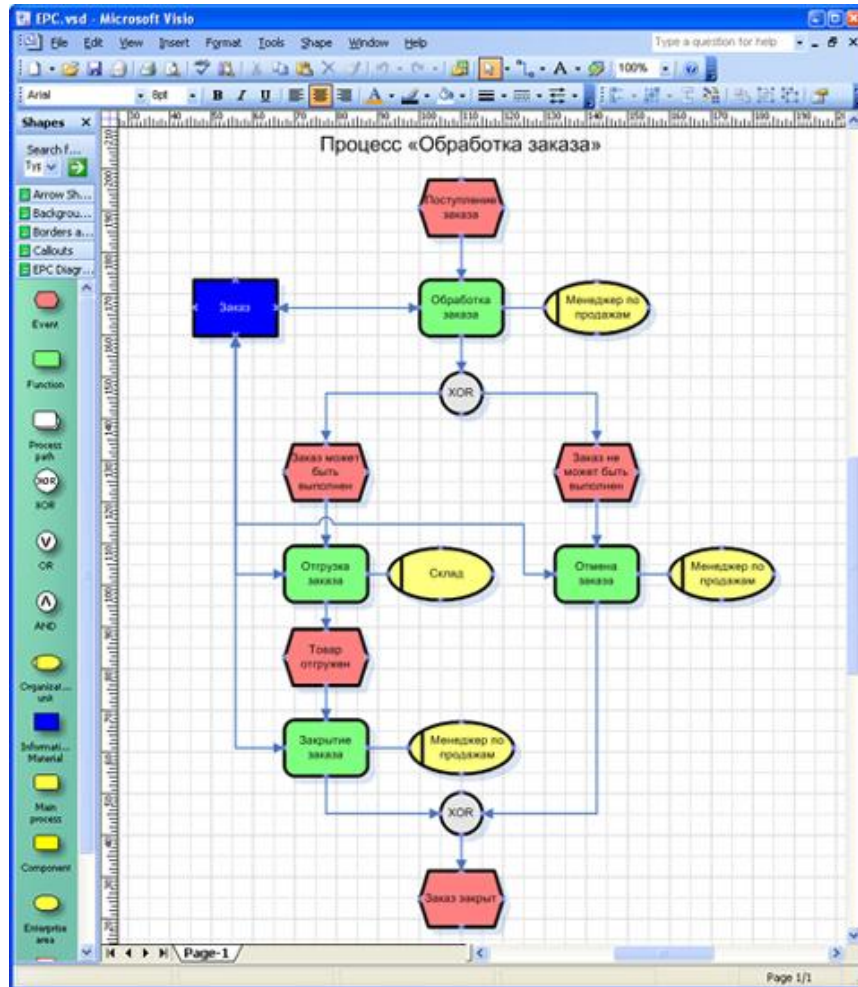 EPC.vsd - Microsoft Visio
File Edit View Insert Format Tools Shape Window Help
Type a question for help
100%
Arial
8pt
B I U
Shapes
Search f...
Arrow Sh...
Backgrou...
Borders a...
Callouts
EPC Diagr...
Event
Function
Process
path
XOR
XOR
V
OR
Λ
AND
Organizat...
unit
Informati...
Material
Main
process
Component
Enterprise
area
Процесс «Обработка заказа»
Поступление
заказа
Заказ
Обработка
заказа
Менеджер по
продажам
XOR
Заказ может
быть
выполнен
Заказ не
может быть
выполнен
Отгрузка
заказа
Склад
Отмена
заказа
Менеджер по
продажам
Товар
отгружен
Закрытие
заказа
Менеджер по
продажам
XOR
Заказ закрыт
Page-1
Page 1/1